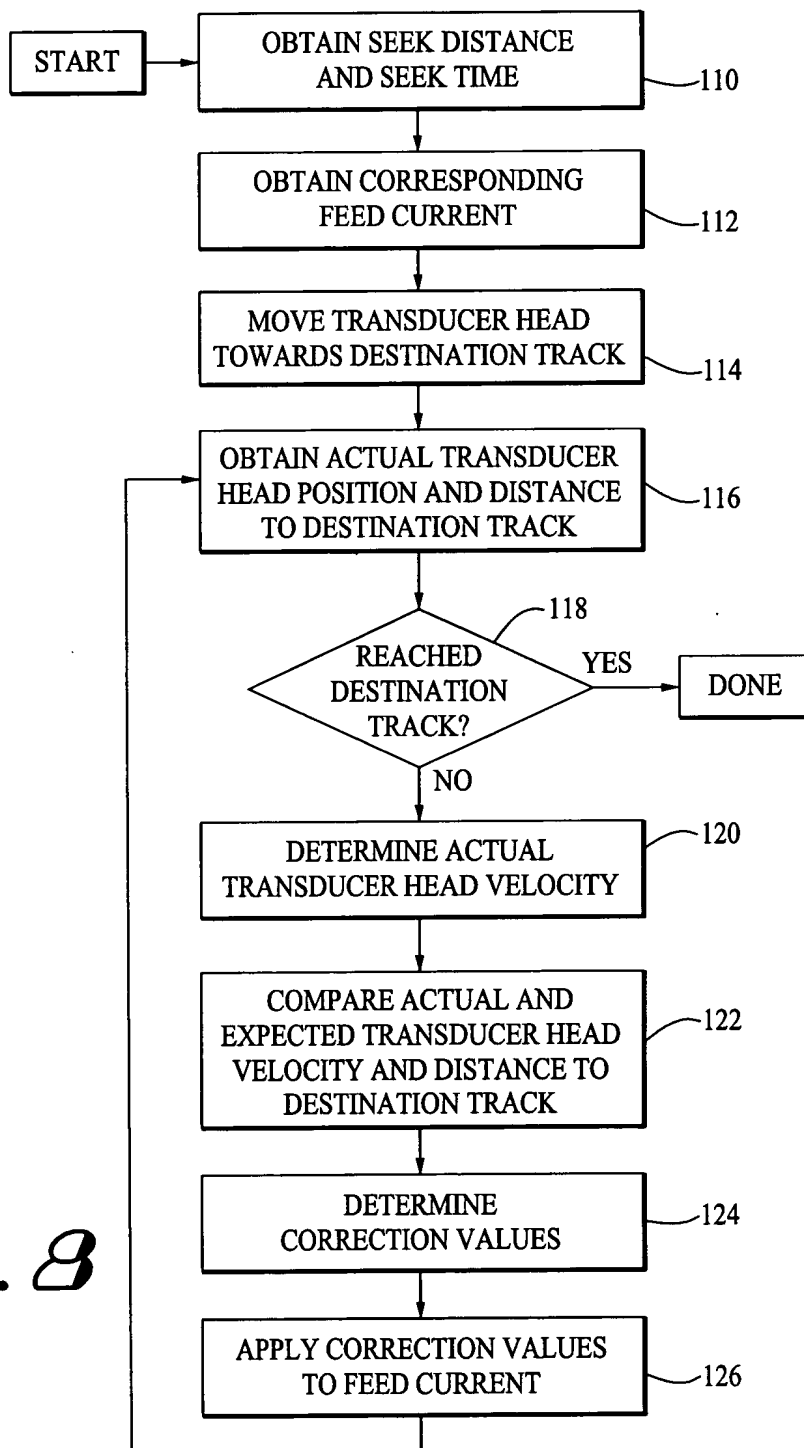 START
OBTAIN SEEK DISTANCE
AND SEEK TIME
110
OBTAIN CORRESPONDING
FEED CURRENT
112
MOVE TRANSDUCER HEAD
TOWARDS DESTINATION TRACK
114
OBTAIN ACTUAL TRANSDUCER
HEAD POSITION AND DISTANCE
TO DESTINATION TRACK
116
118
REACHED
DESTINATION
TRACK?
YES
DONE
NO
DETERMINE ACTUAL
TRANSDUCER HEAD VELOCITY
120
COMPARE ACTUAL AND
EXPECTED TRANSDUCER HEAD
VELOCITY AND DISTANCE TO
DESTINATION TRACK
122
DETERMINE
CORRECTION VALUES
124
. 8
APPLY CORRECTION VALUES
TO FEED CURRENT
126